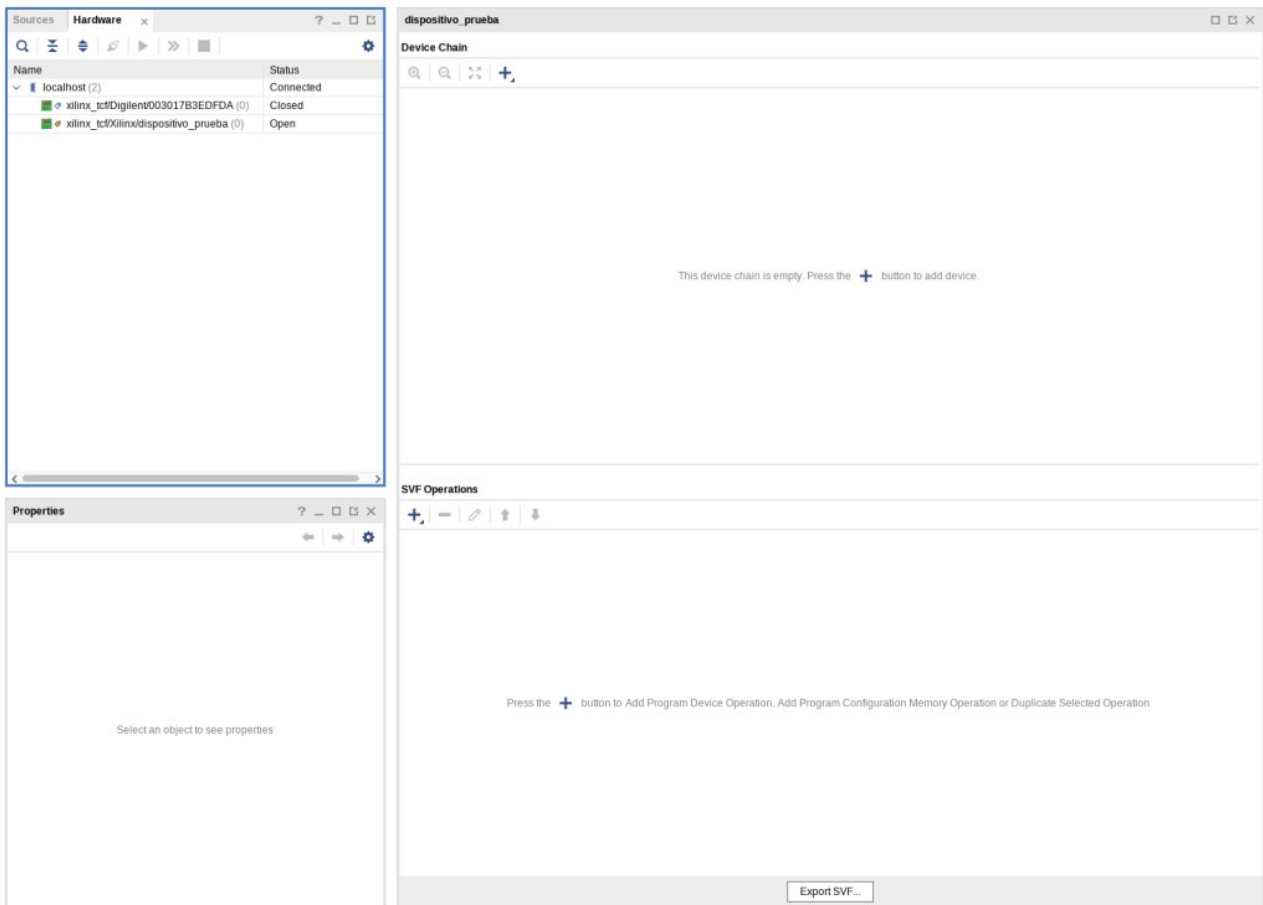 Sources Hardware
Name Status
localhost (2) Connected
xilinx_tcf/Digilent/003017B3EDFDA (0) Closed
xilinx_tcf/Xilinx/dispositivo_prueba (0) Open
Properties
Select an object to see properties
dispositivo_prueba
Device Chain
This device chain is empty. Press the + button to add device.
SVF Operations
Press the + button to Add Program Device Operation, Add Program Configuration Memory Operation or Duplicate Selected Operation
Export SVF...